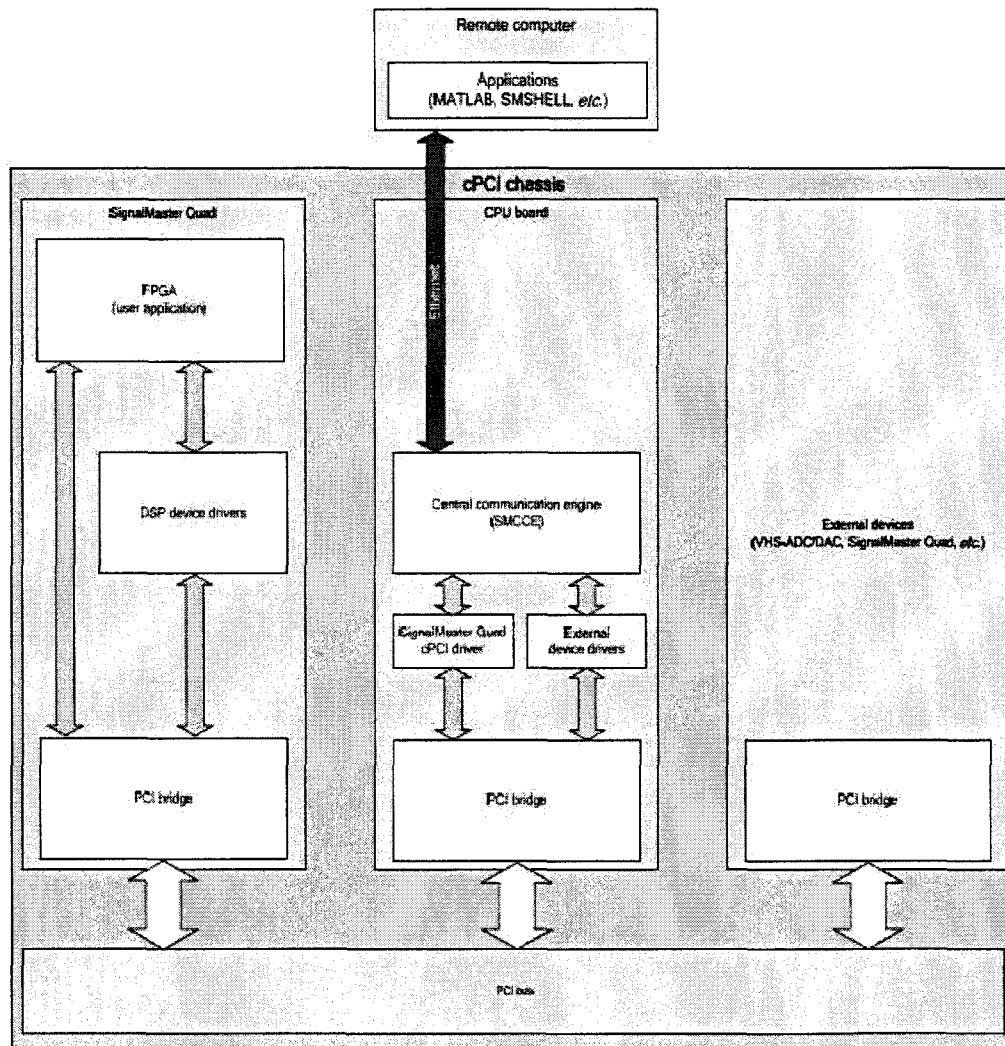 Remote computer
Applications
(MATLAB, SMSHELL, etc.)
cPCI chassis
SignalMaster Quad
CPU board
FPGA
(user application)
Ethernet
DSP device drivers
Central communication engine
(SMCCE)
External devices
(VHS-ADC/DAC, SignalMaster Quad, etc.)
SignalMaster Quad
cPCI driver
External
device drivers
PCI bridge
PCI bridge
PCI bridge
PCI bus